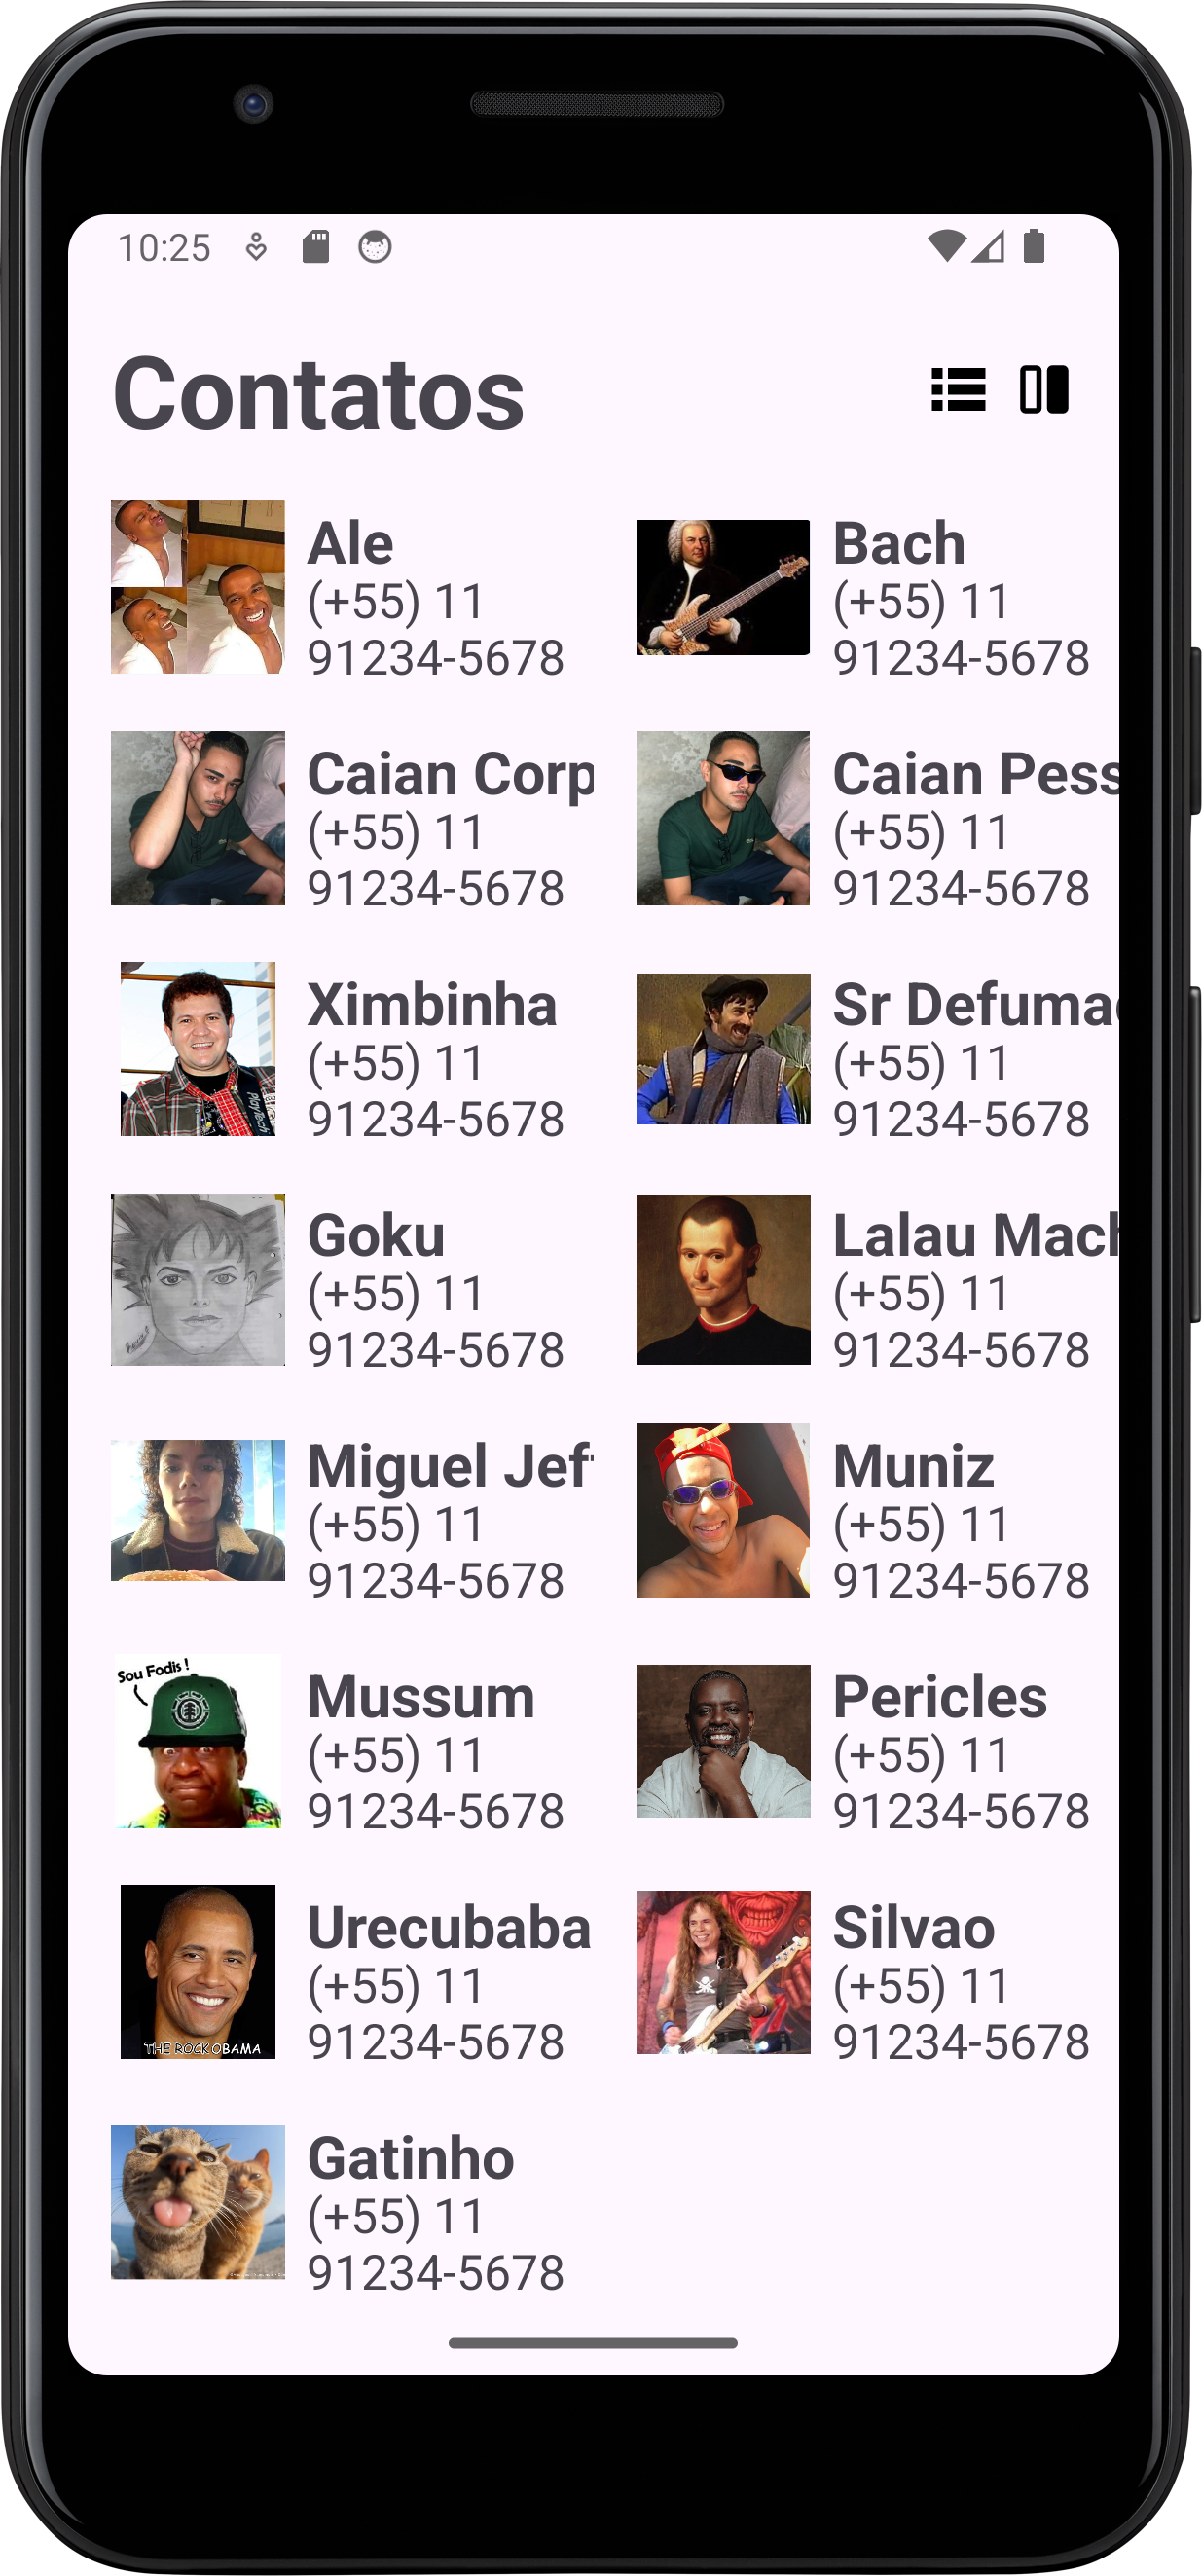 10:25
Contatos
Ale
(+55) 11
91234-5678
Bach
(+55) 11
91234-5678
Caian Corp
(+55) 11
91234-5678
Caian Pess
(+55) 11
91234-5678
Ximbinha
(+55) 11
91234-5678
PlayTech
Sr Defuma
(+55) 11
91234-5678
Goku
(+55) 11
91234-5678
Lalau Mach
(+55) 11
91234-5678
Miguel Jef
(+55) 11
91234-5678
Muniz
(+55) 11
91234-5678
Sou Fodis !
Mussum
(+55) 11
91234-5678
Pericles
(+55) 11
91234-5678
THE ROCK OBAMA
Urecubaba
(+55) 11
91234-5678
Silvao
(+55) 11
91234-5678
Gatinho
(+55) 11
91234-5678